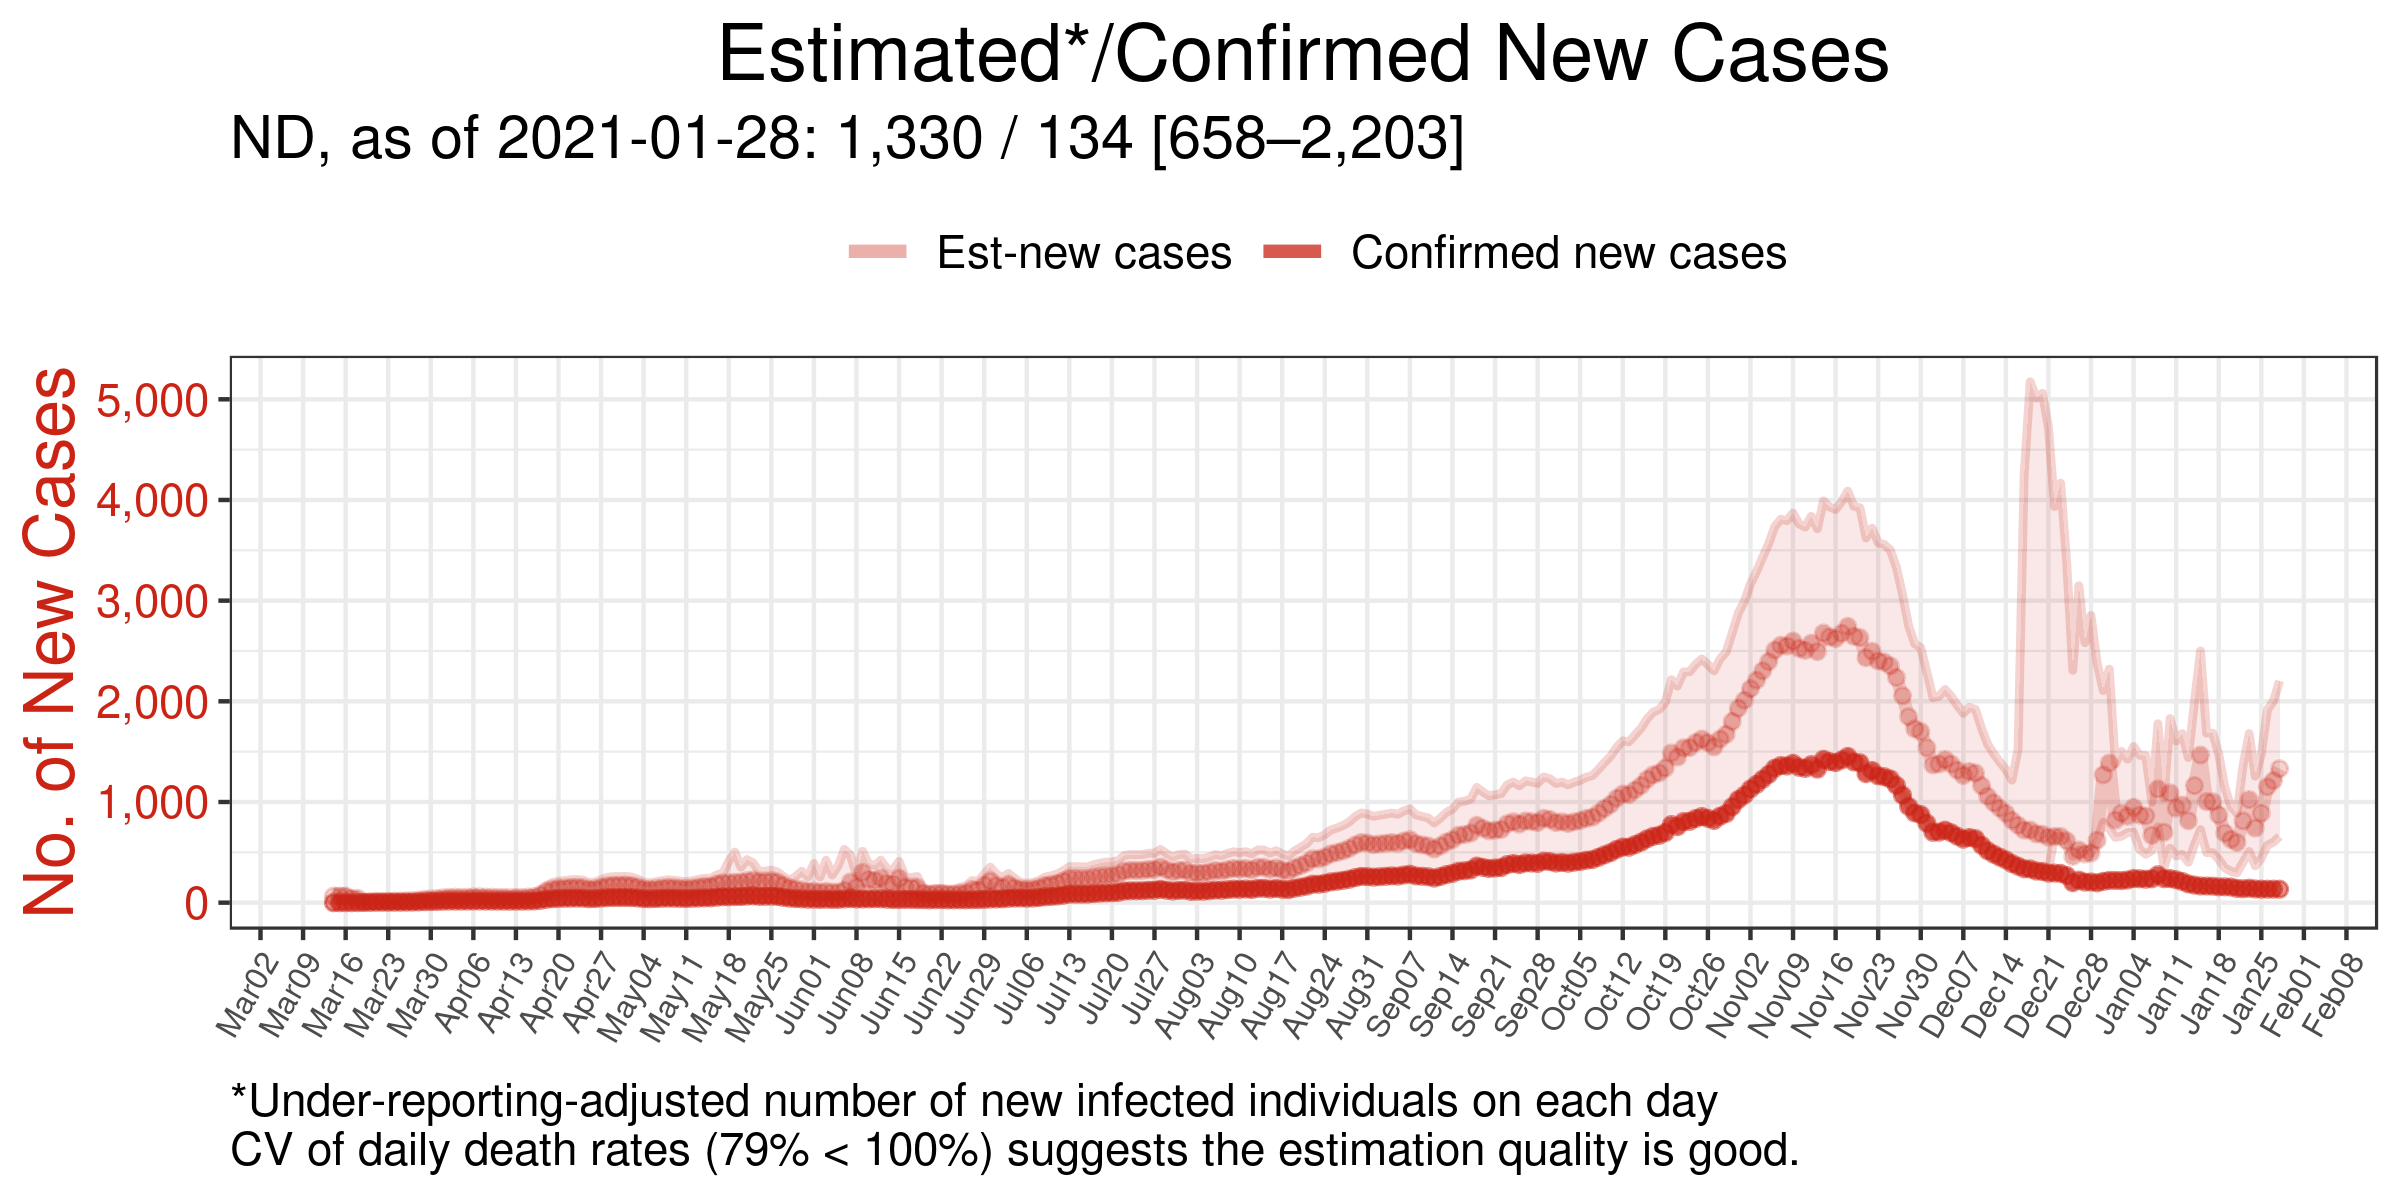 Estimated*/Confirmed New Cases
ND, as of 2021-01-28: 1,330 / 134 [658–2,203]
Est-new cases Confirmed new cases
No. of New Cases
5,000
4,000
3,000
2,000
1,000
0
Mar02 Mar09 Mar16 Mar23 Mar30 Apr06 Apr13 Apr20 Apr27 May04 May11 May18 May25 Jun01 Jun08 Jun15 Jun22 Jun29 Jul06 Jul13 Jul20 Jul27 Aug03 Aug10 Aug17 Aug24 Aug31 Sep07 Sep14 Sep21 Sep28 Oct05 Oct12 Oct19 Oct26 Nov02 Nov09 Nov16 Nov23 Nov30 Dec07 Dec14 Dec21 Dec28 Jan04 Jan11 Jan18 Jan25 Feb01 Feb08
*Under-reporting-adjusted number of new infected individuals on each day
CV of daily death rates (79% < 100%) suggests the estimation quality is good.